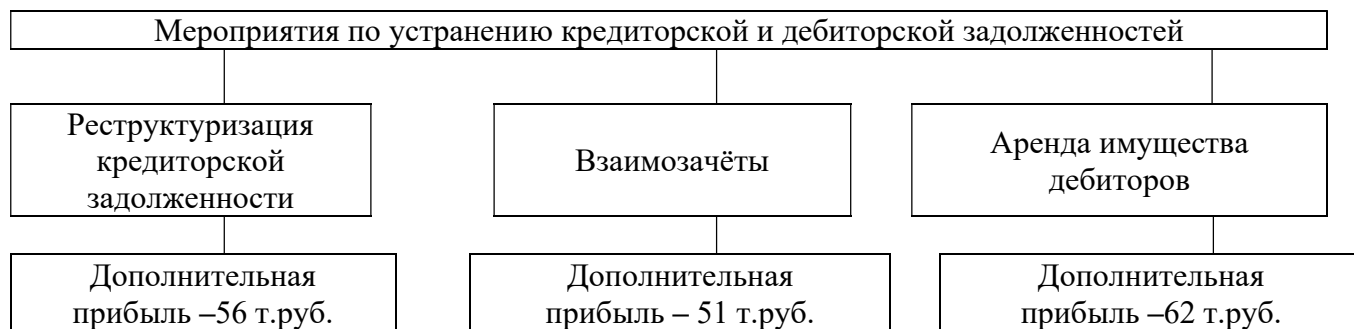 Мероприятия по устранению кредиторской и дебиторской задолженностей
Реструктуризация
кредиторской
задолженности
Взаимозачёты
Аренда имущества
дебиторов
Дополнительная
прибыль –56 т.руб.
Дополнительная
прибыль – 51 т.руб.
Дополнительная
прибыль –62 т.руб.